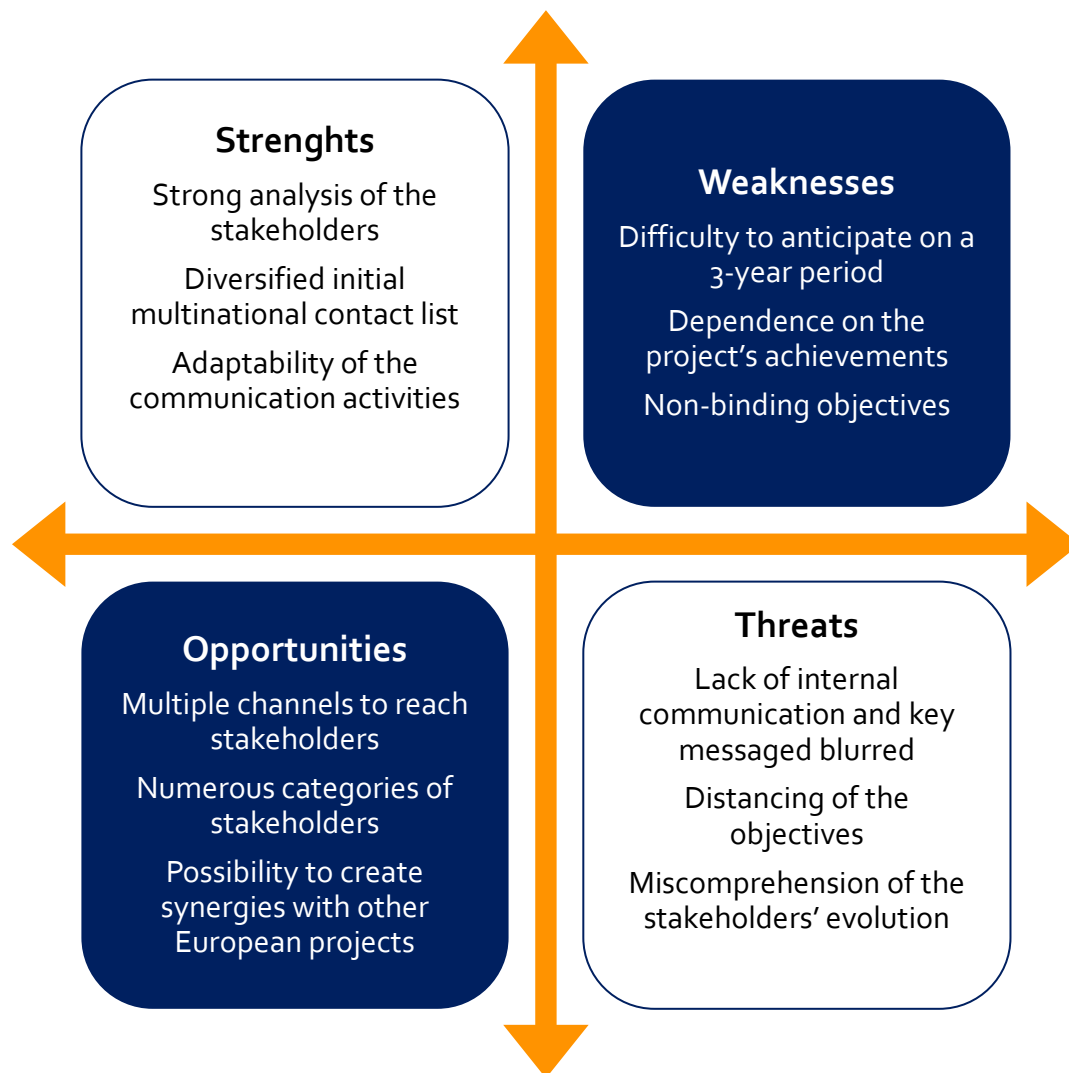 Strenghts
Strong analysis of the
stakeholders
Diversified initial
multinational contact list
Adaptability of the
communication activities
Weaknesses
Difficulty to anticipate on a
3-year period
Dependence on the
project’s achievements
Non-binding objectives
Opportunities
Multiple channels to reach
stakeholders
Numerous categories of
stakeholders
Possibility to create
synergies with other
European projects
Threats
Lack of internal
communication and key
messaged blurred
Distancing of the
objectives
Miscomprehension of the
stakeholders’ evolution